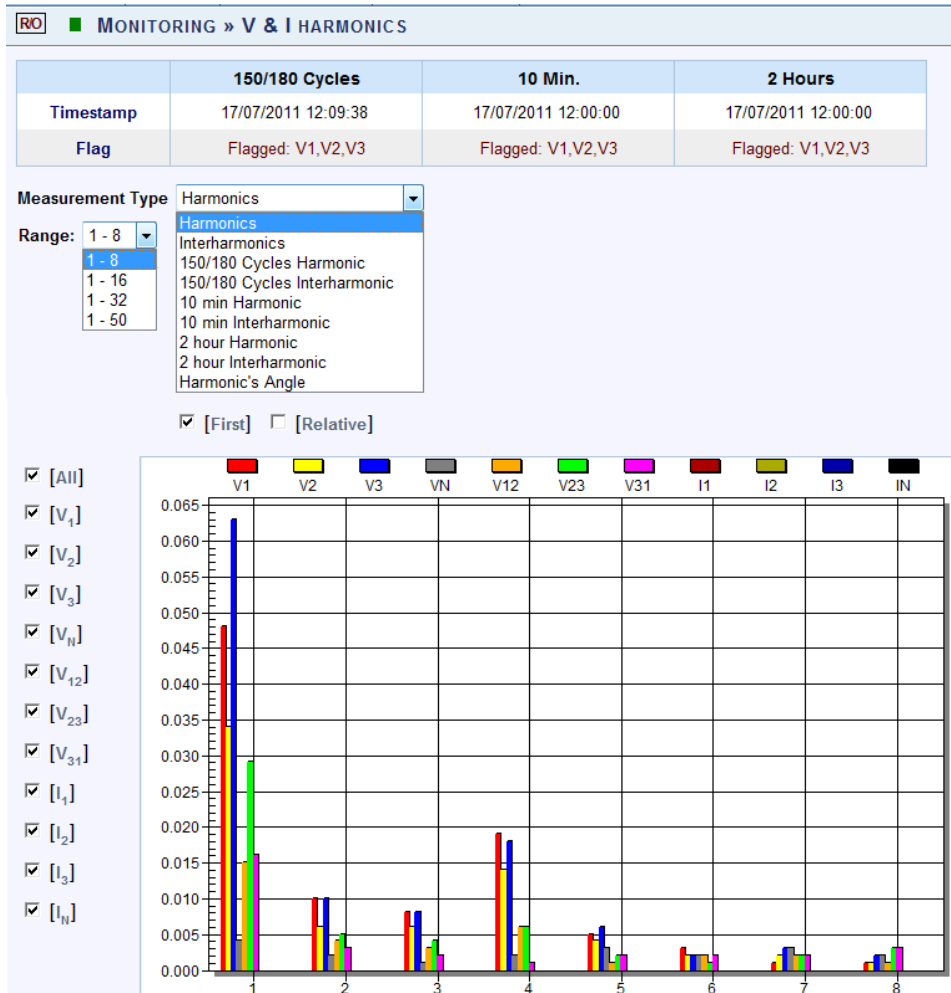 R/O MONITORING » V & I HARMONICS
150/180 Cycles 10 Min. 2 Hours
Timestamp 17/07/2011 12:09:38 17/07/2011 12:00:00 17/07/2011 12:00:00
Flag Flagged: V1,V2,V3 Flagged: V1,V2,V3 Flagged: V1,V2,V3
Measurement Type Harmonics
Range: 1 - 8
1 - 8
1 - 16
1 - 32
1 - 50
Harmonics
Interharmonics
150/180 Cycles Harmonic
150/180 Cycles Interharmonic
10 min Harmonic
10 min Interharmonic
2 hour Harmonic
2 hour Interharmonic
Harmonic's Angle
[First] [Relative]
[All]
[V1]
[V2]
[V3]
[VN]
[V12]
[V23]
[V31]
[I1]
[I2]
[I3]
[IN]
V1 V2 V3 VN V12 V23 V31 I1 I2 I3 IN
0.065
0.060
0.055
0.050
0.045
0.040
0.035
0.030
0.025
0.020
0.015
0.010
0.005
0.000
1 2 3 4 5 6 7 8